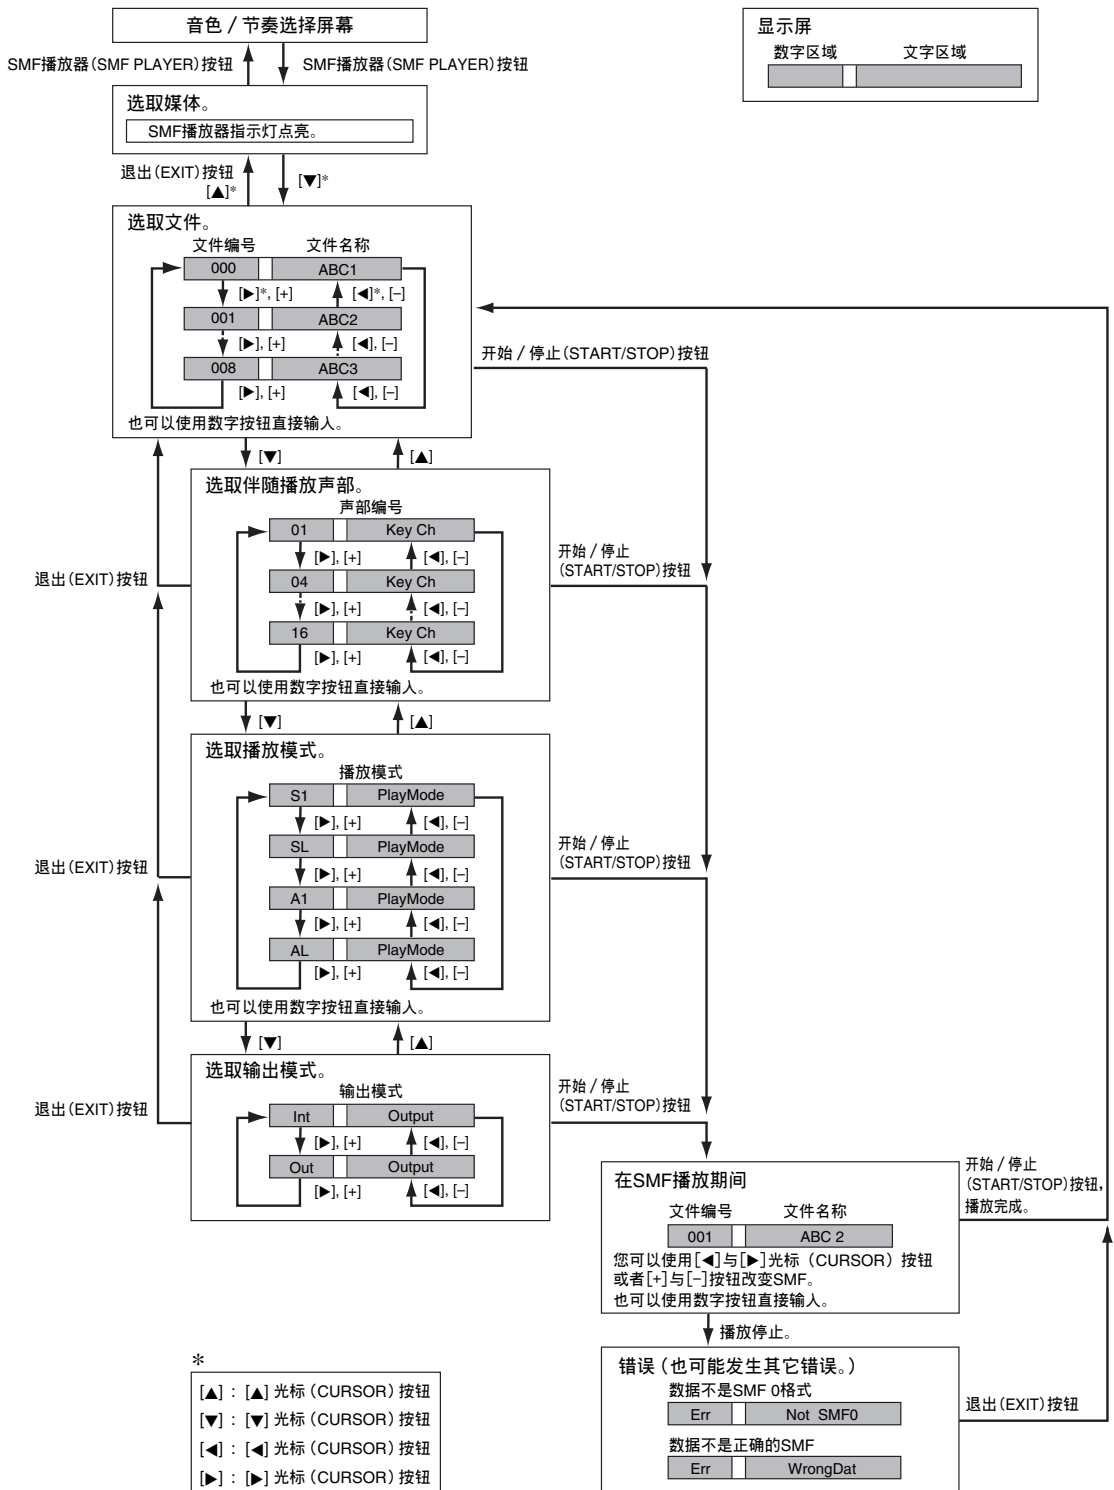 音色／节奏选择屏幕
SMF播放器（SMF PLAYER）按钮
SMF播放器（SMF PLAYER）按钮
显示屏
数字区域
文字区域
选取媒体。
SMF播放器指示灯点亮。
退出（EXIT）按钮
[▲]*
[▼]*
选取文件。
文件编号
文件名称
000
ABC1
[▶]*, [+]
[◀]*, [–]
001
ABC2
[▶], [+]
[◀], [–]
008
ABC3
[▶], [+]
[◀], [–]
也可以使用数字按钮直接输入。
开始／停止（START/STOP）按钮
[▼]
[▲]
选取伴随播放声部。
声部编号
01
Key Ch
[▶], [+]
[◀], [–]
04
Key Ch
[▶], [+]
[◀], [–]
16
Key Ch
[▶], [+]
[◀], [–]
也可以使用数字按钮直接输入。
退出（EXIT）按钮
开始／停止
（START/STOP）按钮
[▼]
[▲]
选取播放模式。
播放模式
S1
PlayMode
[▶], [+]
[◀], [–]
SL
PlayMode
[▶], [+]
[◀], [–]
A1
PlayMode
[▶], [+]
[◀], [–]
AL
PlayMode
[▶], [+]
[◀], [–]
也可以使用数字按钮直接输入。
退出（EXIT）按钮
开始／停止
（START/STOP）按钮
[▼]
[▲]
选取输出模式。
输出模式
Int
Output
[▶], [+]
[◀], [–]
Out
Output
[▶], [+]
[◀], [–]
退出（EXIT）按钮
开始／停止
（START/STOP）按钮
在SMF播放期间
文件编号
文件名称
001
ABC 2
您可以使用[◀]与[▶]光标（CURSOR）按钮
或者[+]与[–]按钮改变SMF。
也可以使用数字按钮直接输入。
开始／停止
（START/STOP）按钮，
播放完成。
播放停止。
错误（也可能发生其它错误。）
数据不是SMF 0格式
Err
Not SMF0
数据不是正确的SMF
Err
WrongDat
退出（EXIT）按钮
*
[▲]：[▲]光标（CURSOR）按钮
[▼]：[▼]光标（CURSOR）按钮
[◀]：[◀]光标（CURSOR）按钮
[▶]：[▶]光标（CURSOR）按钮